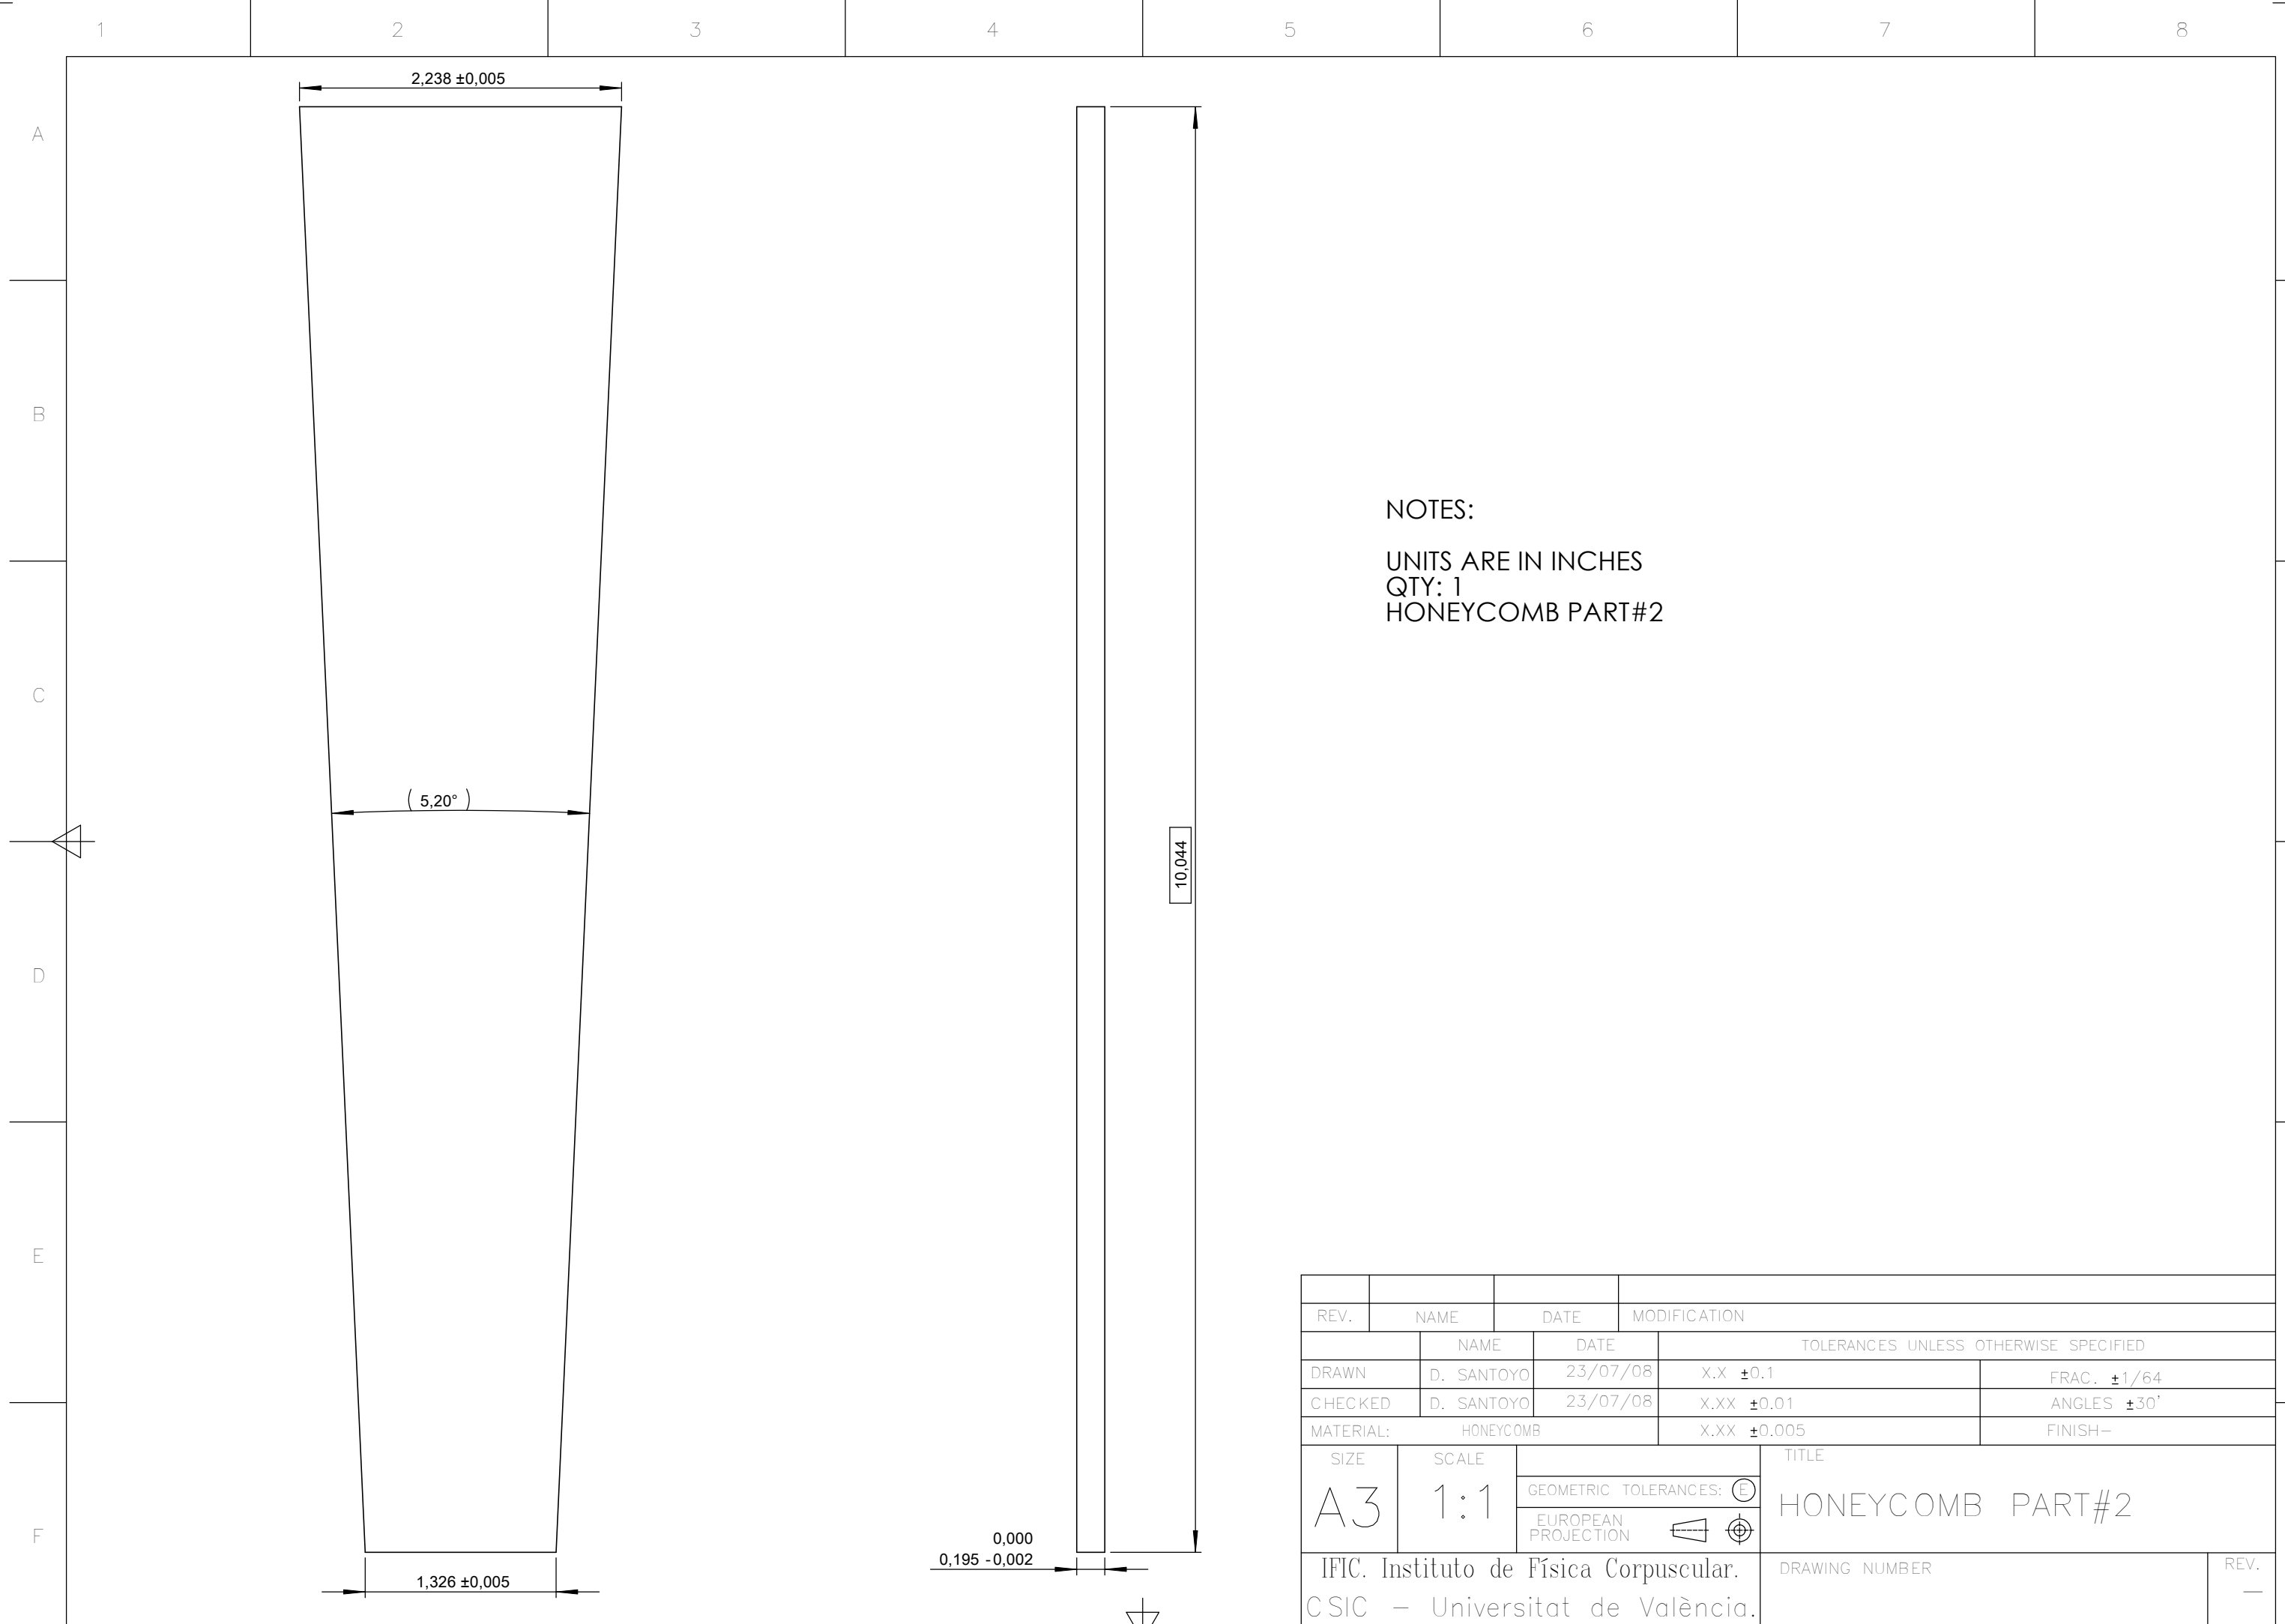 1 2 3 4 5 6 7 8
A
B
C
D
E
F
2,238 ±0,005
( 5,20° )
1,326 ±0,005
10,044
0,000
0,195 -0,002
NOTES:
UNITS ARE IN INCHES
QTY: 1
HONEYCOMB PART#2
REV. NAME DATE MODIFICATION
NAME DATE TOLERANCES UNLESS OTHERWISE SPECIFIED
DRAWN D. SANTOYO 23/07/08 X.X ±0.1 FRAC. ±1/64
CHECKED D. SANTOYO 23/07/08 X.XX ±0.01 ANGLES ±30'
MATERIAL: HONEYCOMB X.XX ±0.005 FINISH-
SIZE SCALE TITLE
A3 1:1 GEOMETRIC TOLERANCES: E HONEYCOMB PART#2
EUROPEAN
PROJECTION
IFIC. Instituto de Física Corpuscular. DRAWING NUMBER REV.
CSIC - Universitat de València. -